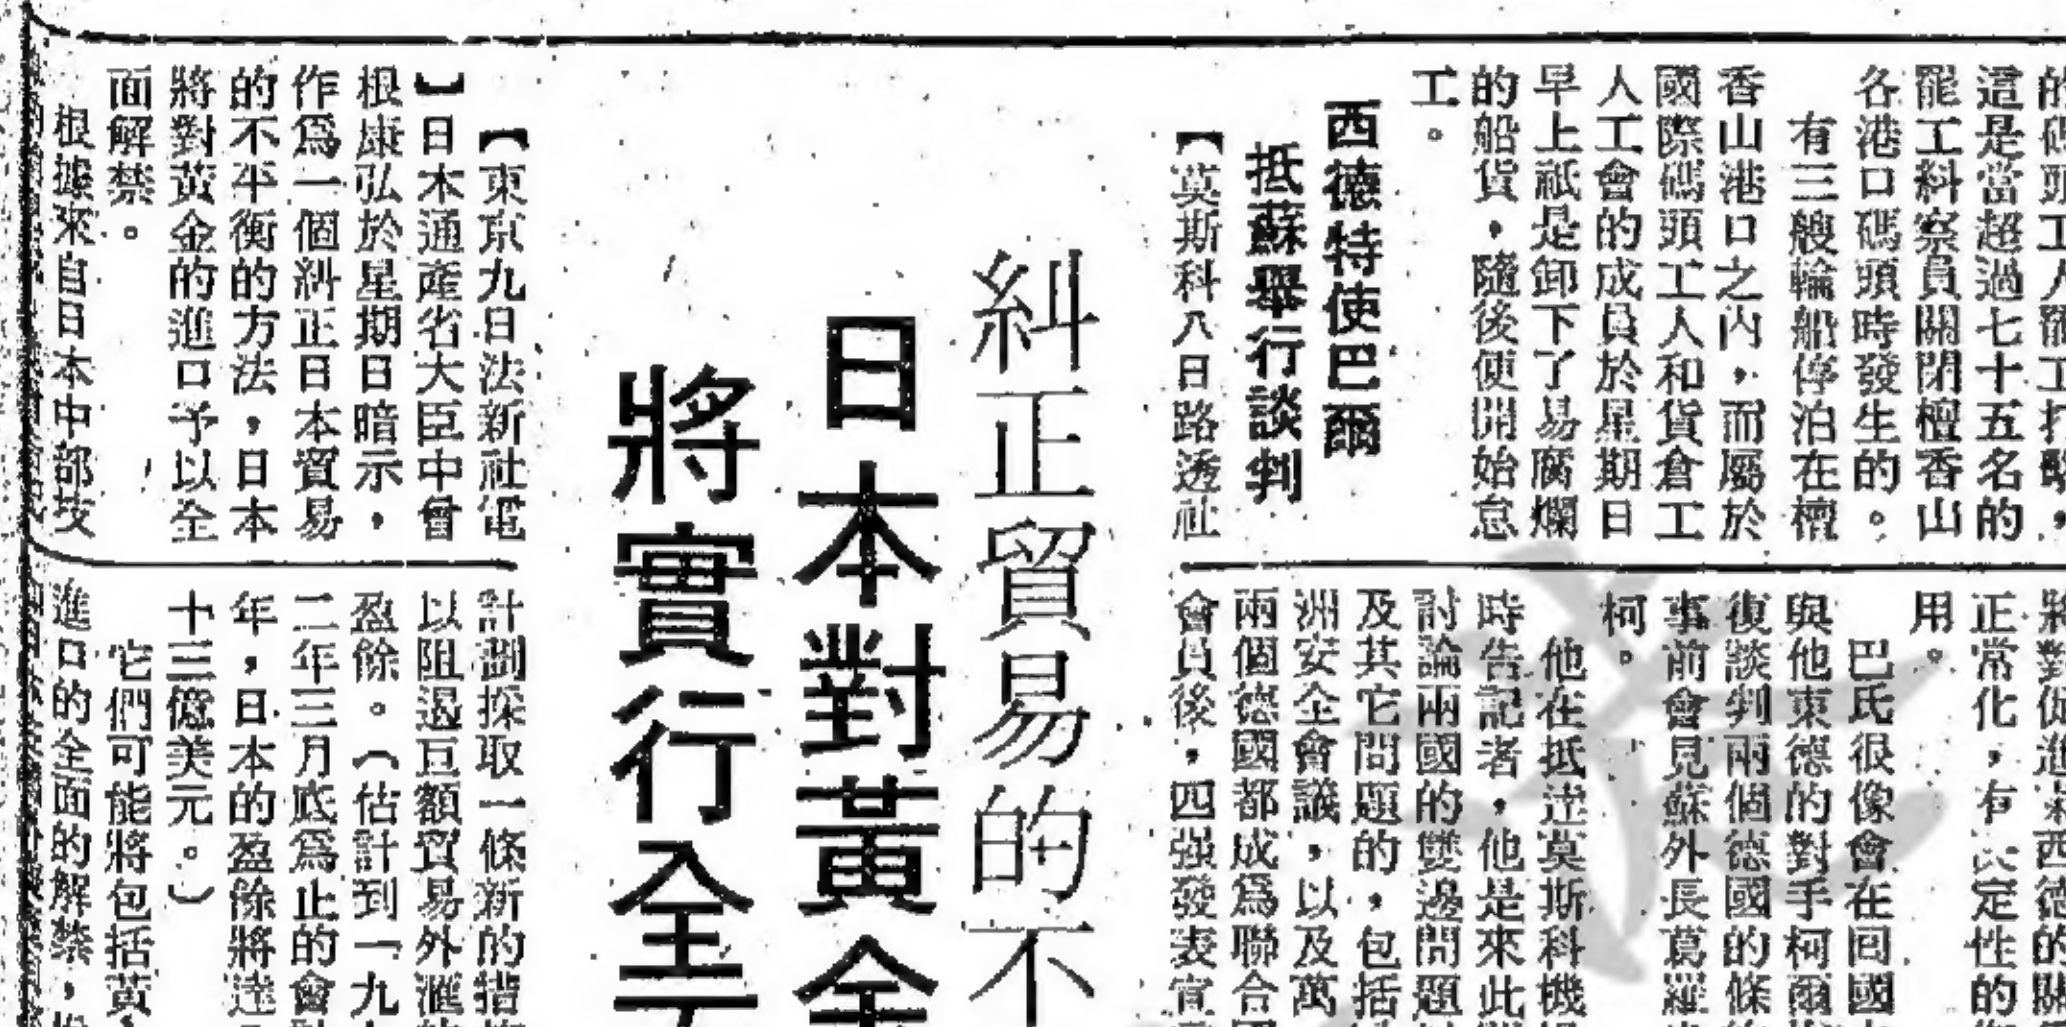 這是當超過七十五名的
罷工糾察員關閉檀香山
各港口碼頭時發生的。
有三艘輪船停泊在檀
香山港口之內，而屬於
國際碼頭工人和貨倉工
人工會的成員於星期日
早上祇是卸下了易腐爛
的船貨，隨後便開始怠
工。
西德特使巴爾
抵蘇舉行談判
【莫斯科八日路透社
正常化，有
定性的
用。
巴氏很像會在回國
與他東德的對手柯爾
復談判兩個德國的條
事前會見蘇外長葛羅
柯。
他在抵達莫斯科機
時告記者，他是來此
討論兩國的雙邊問題
及其它問題的，包括
洲安全會議，以及萬
兩個德國都成爲聯合
會員後，四强發表宣
糾正貿易的不
日本對黃金
將實行全
【東京九日法新社電
】日本通產省大臣中曾
根康弘於星期日暗示，
作爲一個糾正日本貿易
的不平衡的方法，日本
將對黃金的進口予以全
面解禁。
根據來自日本中部
計劃採取一條新的措
以阻遏巨額貿易外滙
盈餘。（估計到一九
二年三月底爲止的會
年，日本的盈餘將達
十三億美元。）
它們可能將包括黃
進口的全面的解禁，